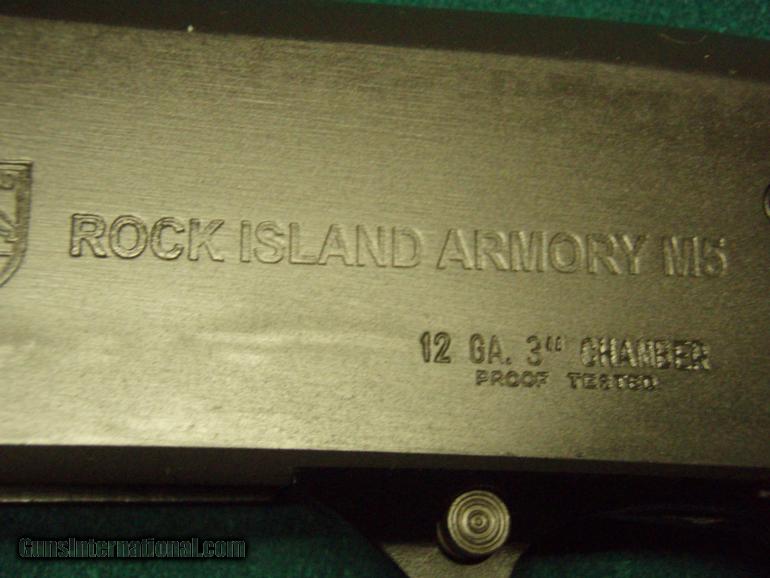 ROCK ISLAND ARMORY M5
12 GA. 3" CHAMBER
PROOF TESTED
GunsInternational.com